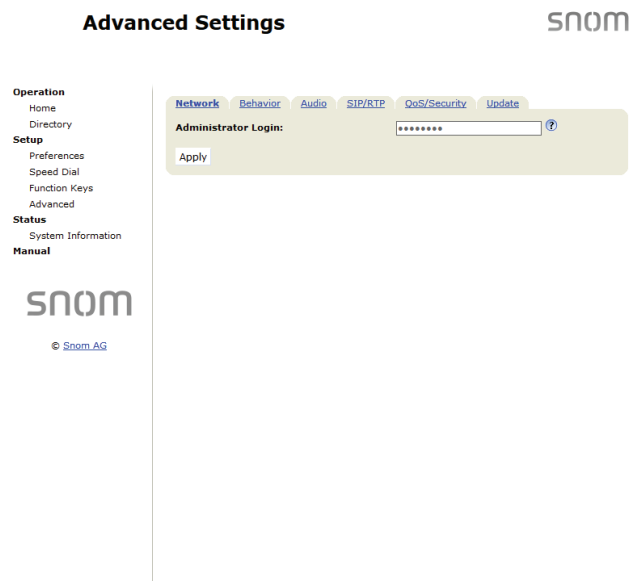 Advanced Settings
snom
Operation
Home
Directory
Setup
Preferences
Speed Dial
Function Keys
Advanced
Status
System Information
Manual
snom
© Snom AG
Network Behavior Audio SIP/RTP QoS/Security Update
Administrator Login: •••••••• ?
Apply